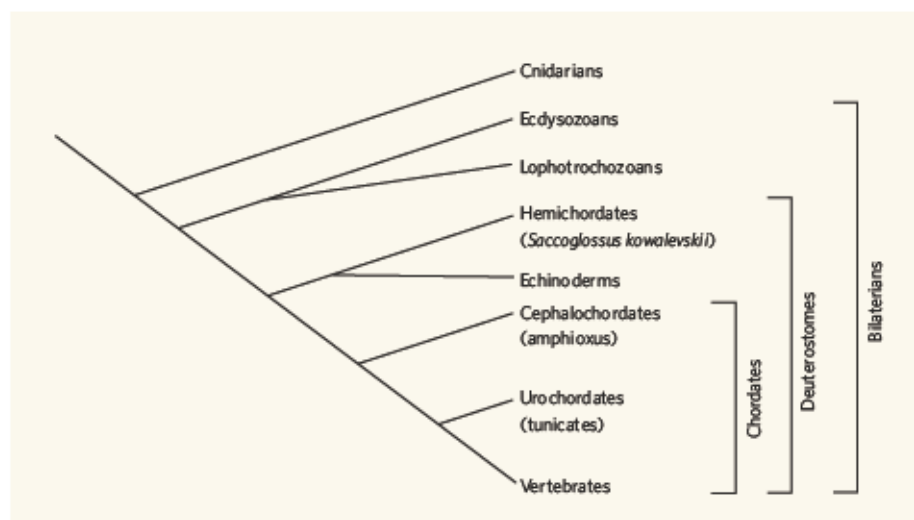 Cnidarians
Ecdysozoans
Lophotrochozoans
Hemichordates
(Saccoglossus kowalevskii)
Echinoderms
Cephalochordates
(amphioxus)
Urochordates
(tunicates)
Vertebrates
Chordates
Deuterostomes
Bilaterians